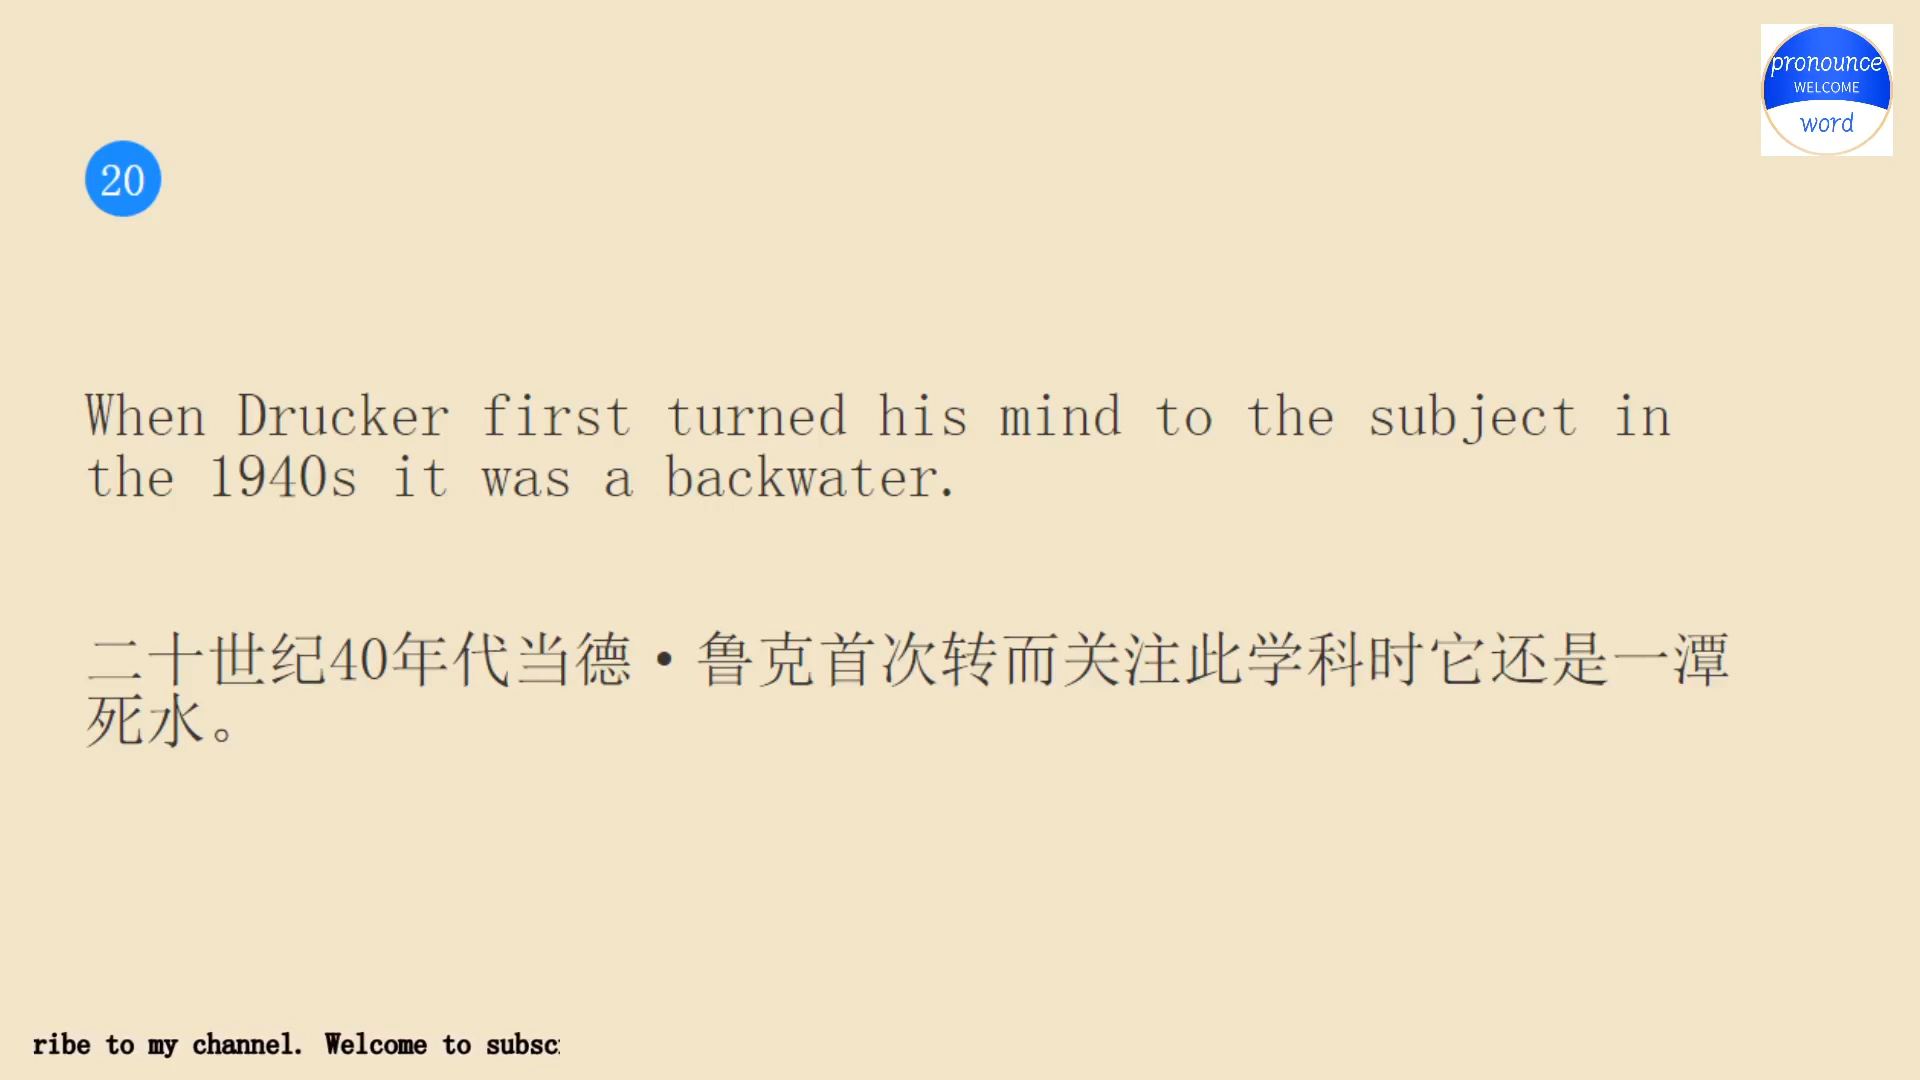 pronounce
WELCOME
word
20
When Drucker first turned his mind to the subject in
the 1940s it was a backwater.
二十世纪40年代当德·鲁克首次转而关注此学科时它还是一潭
死水。
ribe to my channel. Welcome to subsc